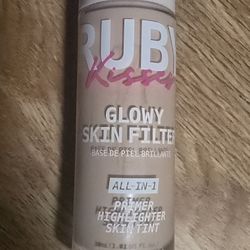 RUBY
Kisses
GLOWY
SKIN FILTER
BASE DE PIEL BRILLANTE
ALL-IN-1
PRIMER
HIGHLIGHTER
SKIN TINT